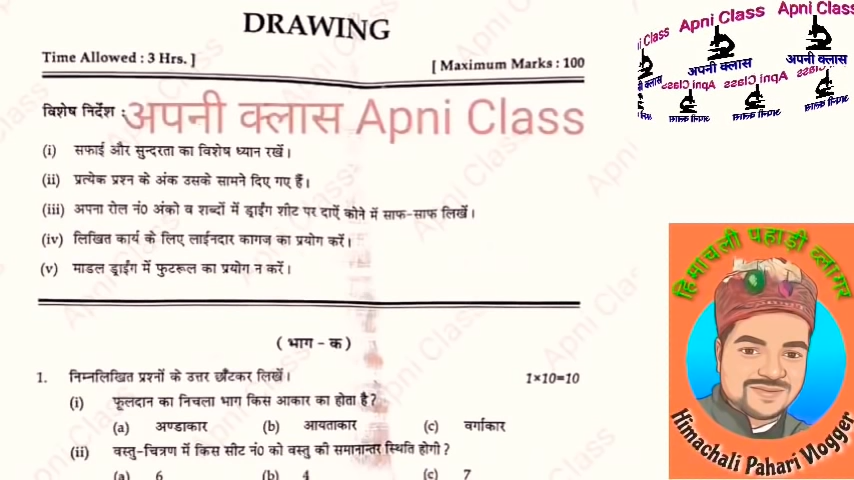 DRAWING
Time Allowed : 3 Hrs. ]
[ Maximum Marks : 100
विशेष निर्देश :
अपनी क्लास Apni Class
(i) सफाई और सुन्दरता का विशेष ध्यान रखें।
(ii) प्रत्येक प्रश्न के अंक उसके सामने दिए गए हैं।
(iii) अपना रोल नं0 अंको व शब्दों में ड्राईंग शीट पर दाऐं कोने में साफ-साफ लिखें।
(iv) लिखित कार्य के लिए लाईनदार कागज का प्रयोग करें।
(v) माडल ड्राईंग में फुटरूल का प्रयोग न करें।
( भाग - क )
1. निम्नलिखित प्रश्नों के उत्तर छाँटकर लिखें। 1×10=10
(i) फूलदान का निचला भाग किस आकार का होता है?
(a) अण्डाकार (b) आयताकार (c) वर्गाकार
(ii) वस्तु-चित्रण में किस सीट नं0 को वस्तु की समानान्तर स्थिति होगी ?
(a) 6 (b) 4 (c) 7
Apni Class
Apni Class
अपनी क्लास
अपनी क्लास
हिमाचली पहाड़ी व्लागर
Himachali Pahari Vlogger